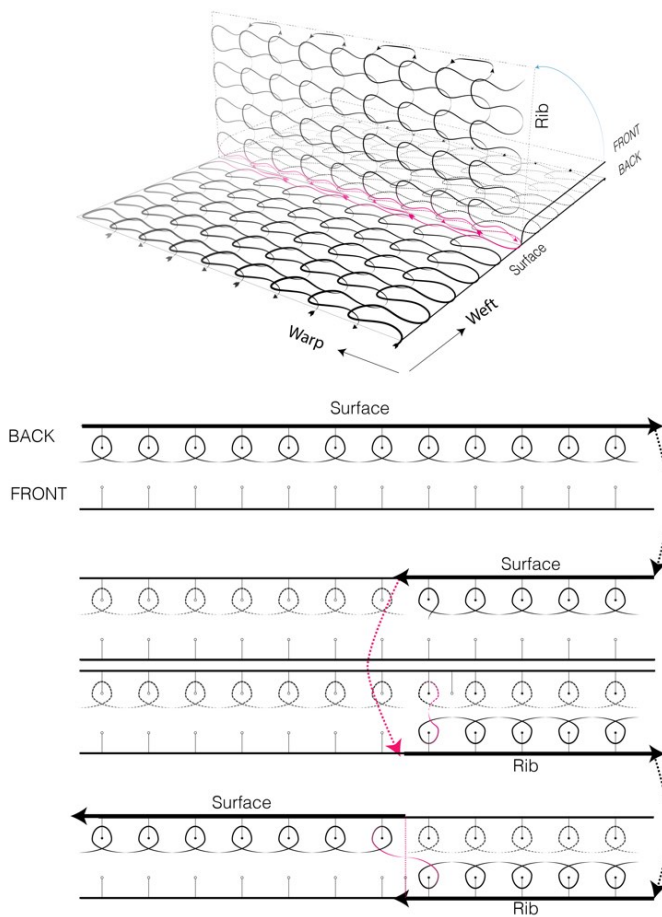 Rib
FRONT
BACK
Surface
Weft
Warp
Surface
BACK
FRONT
Surface
Rib
Surface
Rib